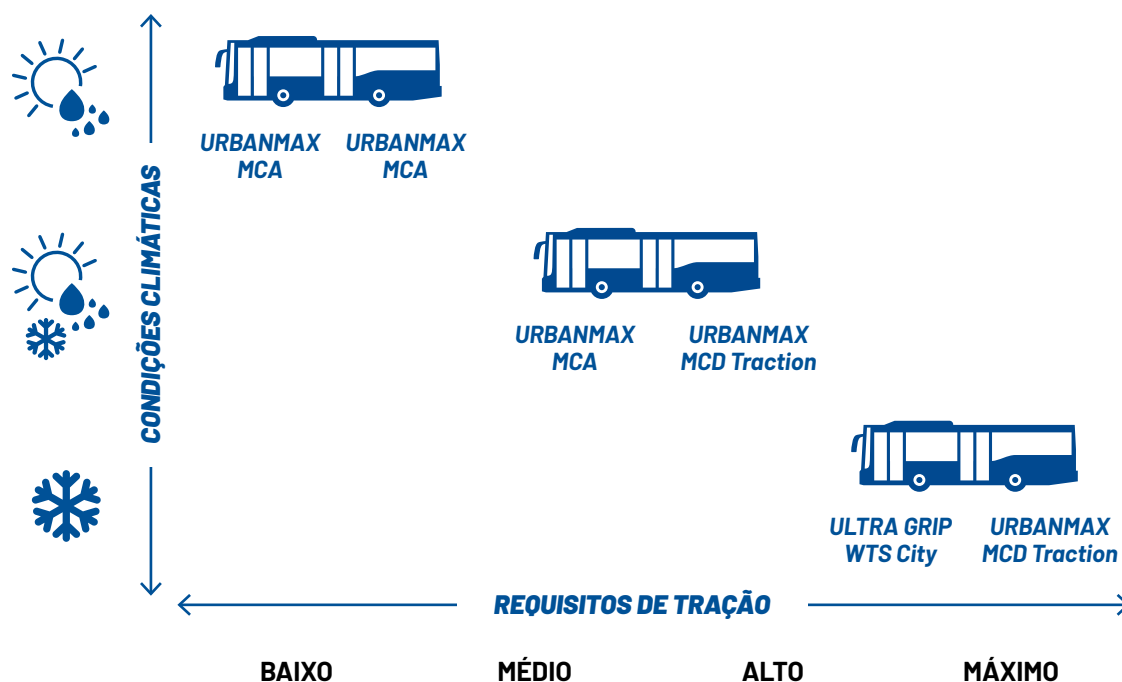 CONDIÇÕES CLIMÁTICAS
URBANMAX
MCA
URBANMAX
MCA
URBANMAX
MCA
URBANMAX
MCD Traction
ULTRA GRIP
WTS City
URBANMAX
MCD Traction
REQUISITOS DE TRAÇÃO
BAIXO
MÉDIO
ALTO
MÁXIMO